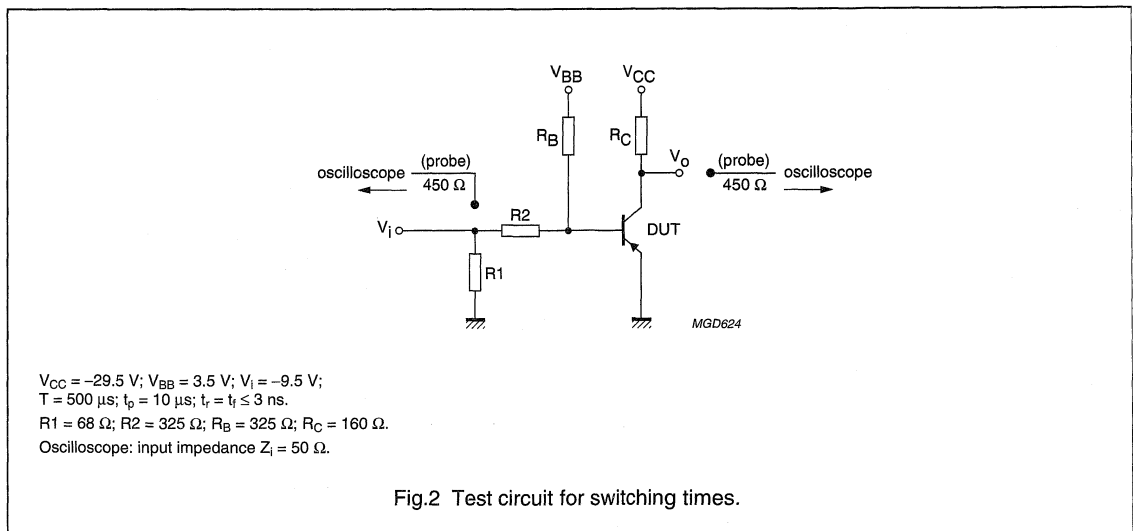 V_BB
V_CC
R_B
R_C
V_o
(probe)
450 Ω
oscilloscope
(probe)
450 Ω
oscilloscope
R2
V_i
DUT
R1
MGD624
V_CC = −29.5 V; V_BB = 3.5 V; V_i = −9.5 V;
T = 500 μs; t_p = 10 μs; t_r = t_f ≤ 3 ns.
R1 = 68 Ω; R2 = 325 Ω; R_B = 325 Ω; R_C = 160 Ω.
Oscilloscope: input impedance Z_i = 50 Ω.
Fig.2 Test circuit for switching times.